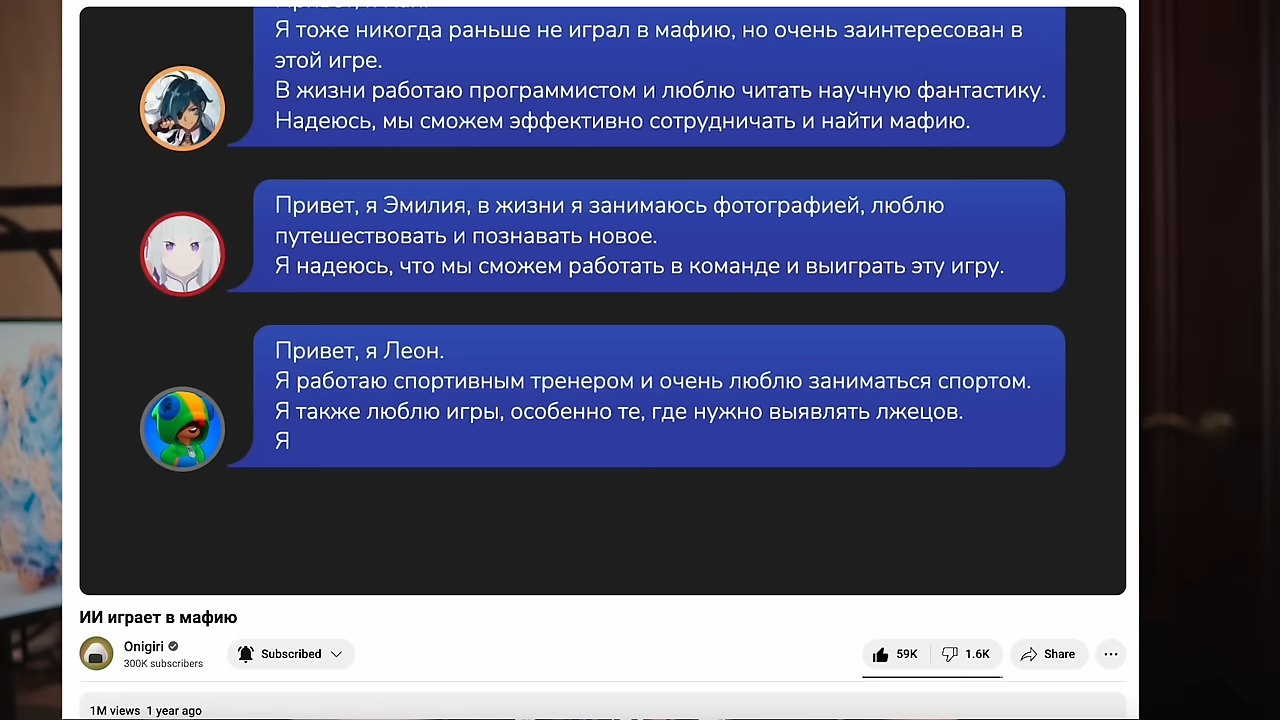 Я тоже никогда раньше не играл в мафию, но очень заинтересован в
этой игре.
В жизни работаю программистом и люблю читать научную фантастику.
Надеюсь, мы сможем эффективно сотрудничать и найти мафию.
Привет, я Эмилия, в жизни я занимаюсь фотографией, люблю
путешествовать и познавать новое.
Я надеюсь, что мы сможем работать в команде и выиграть эту игру.
Привет, я Леон.
Я работаю спортивным тренером и очень люблю заниматься спортом.
Я также люблю игры, особенно те, где нужно выявлять лжецов.
Я
ИИ играет в мафию
Onigiri
300K subscribers
Subscribed
59K
1.6K
Share
1M views 1 year ago